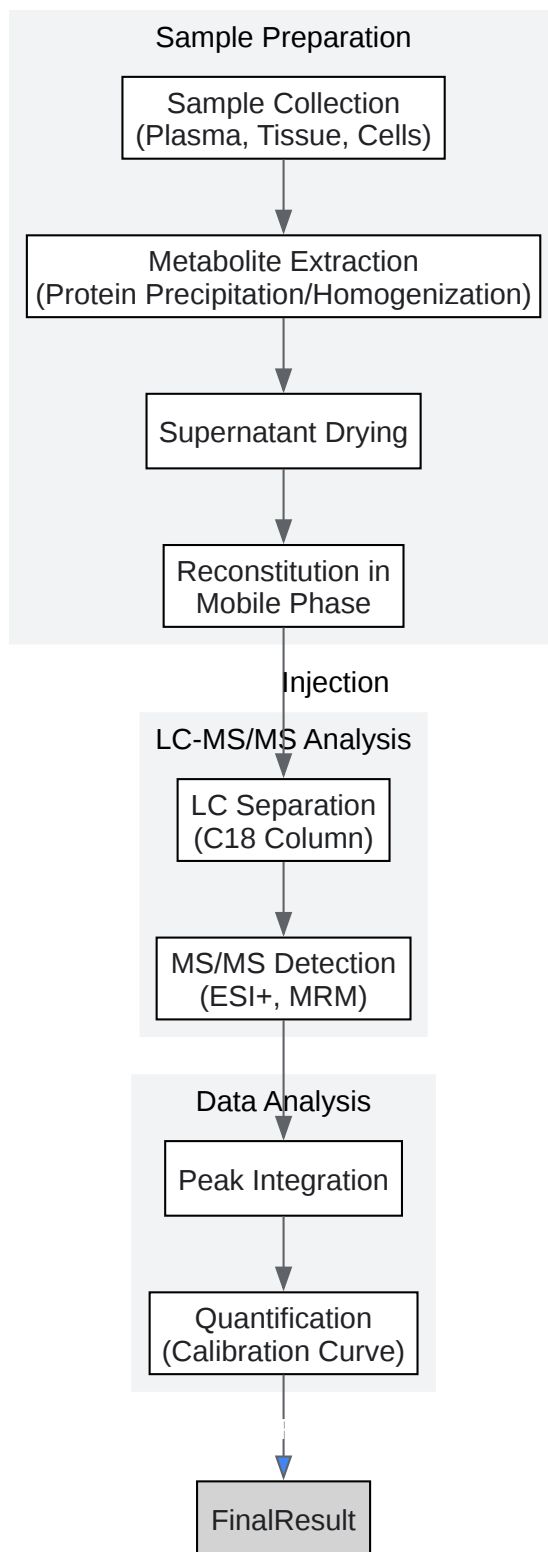 Sample Preparation
Sample Collection
(Plasma, Tissue, Cells)
Metabolite Extraction
(Protein Precipitation/Homogenization)
Supernatant Drying
Reconstitution in
Mobile Phase
Injection
LC-MS/MS Analysis
LC Separation
(C18 Column)
MS/MS Detection
(ESI+, MRM)
Data Analysis
Peak Integration
Quantification
(Calibration Curve)
FinalResult